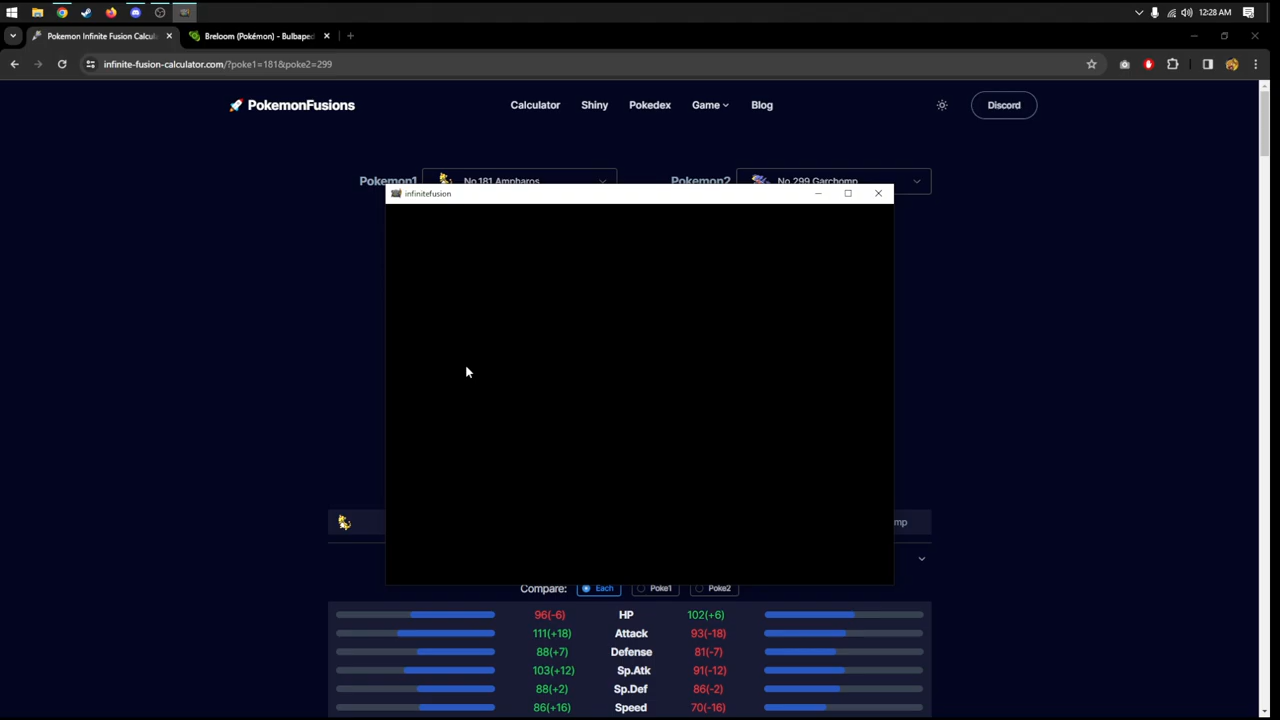 12:28 AM
Pokemon Infinite Fusion Calcul
Breloom (Pokémon) - Bulbaped
infinite-fusion-calculator.com/?poke1=181&poke2=299
PokemonFusions
Calculator
Shiny
Pokedex
Game
Blog
Discord
Pokemon1
No.181 Ampharos
Pokemon2
No.299 Garchomp
infinitefusion
mp
Compare:
Each
Poke1
Poke2
96(-6) HP 102(+6)
111(+18) Attack 93(-18)
88(+7) Defense 81(-7)
103(+12) Sp.Atk 91(-12)
88(+2) Sp.Def 86(-2)
86(+16) Speed 70(-16)